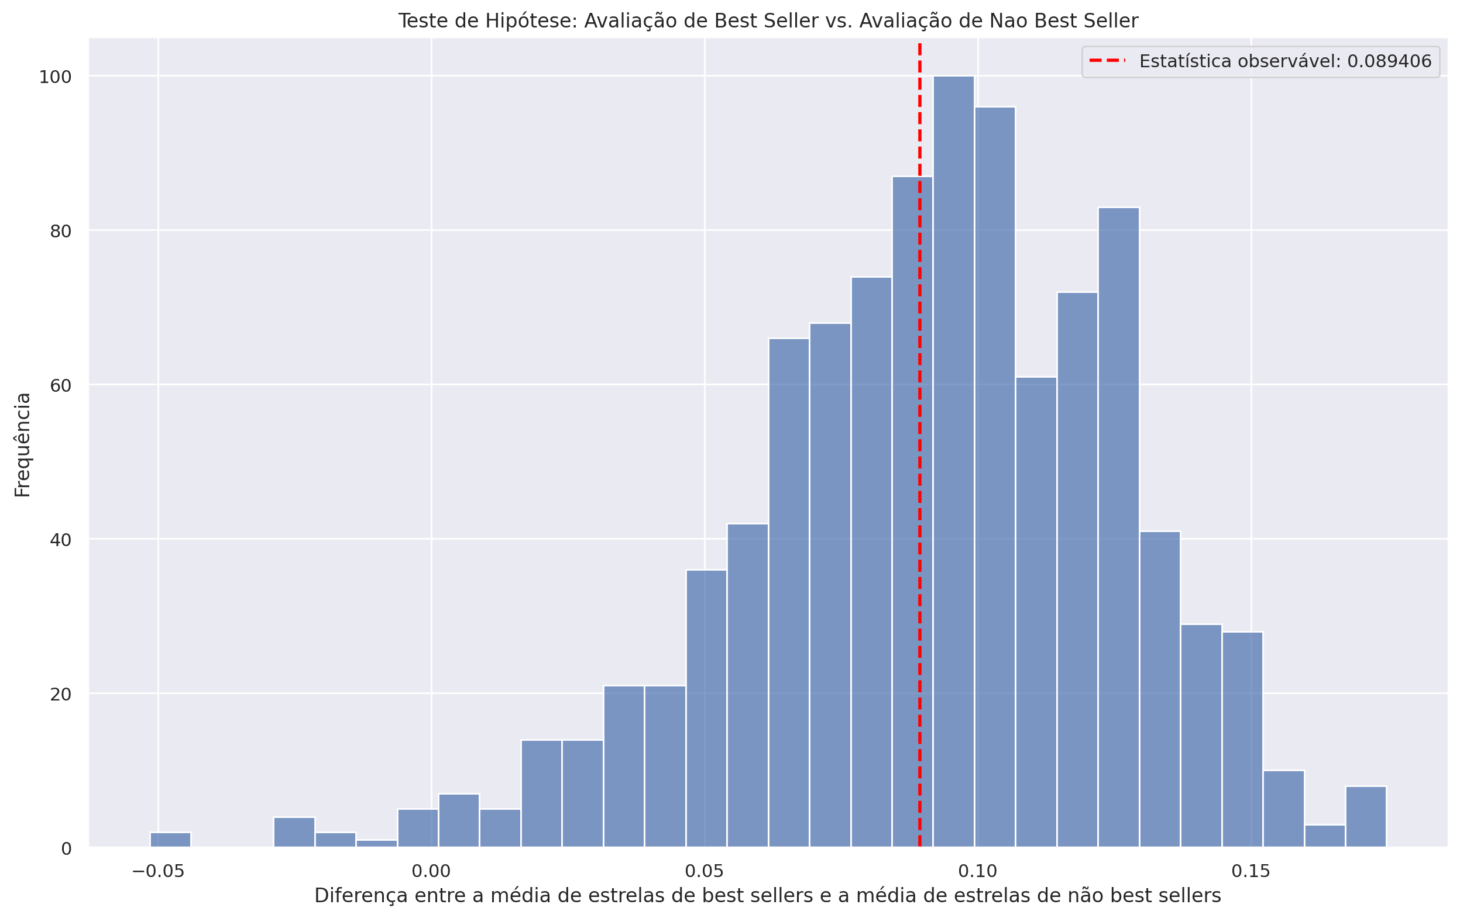 Teste de Hipótese: Avaliação de Best Seller vs. Avaliação de Nao Best Seller
Estatística observável: 0.089406
100
80
60
40
20
0
Frequência
−0.05
0.00
0.05
0.10
0.15
Diferença entre a média de estrelas de best sellers e a média de estrelas de não best sellers